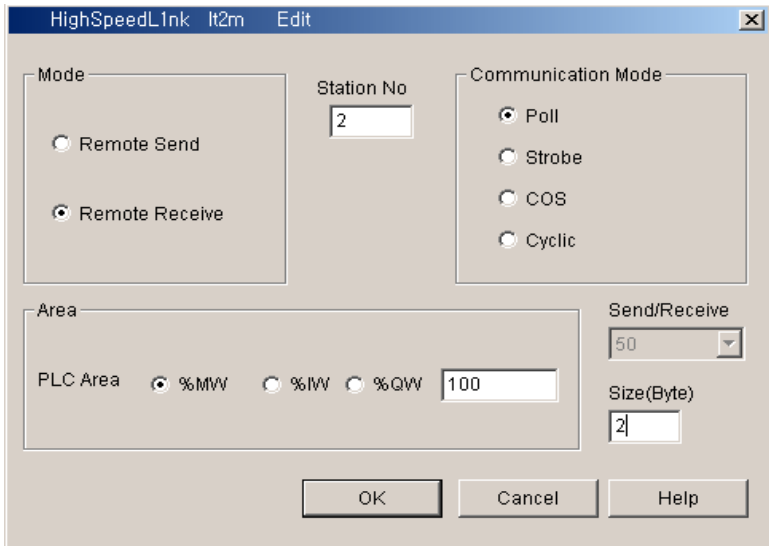 HighSpeedL1nk It2m Edit
Mode
Remote Send
Remote Receive
Station No
2
Communication Mode
Poll
Strobe
COS
Cyclic
Area
PLC Area %MW %IW %QW 100
Send/Receive
50
Size(Byte)
2
OK Cancel Help